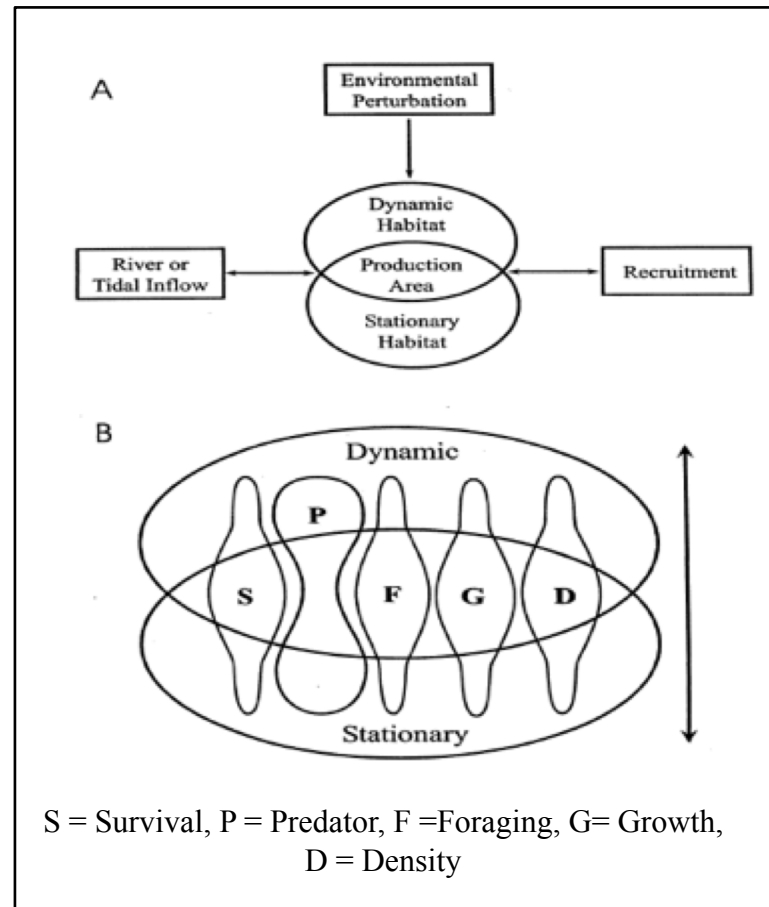 A
Environmental
Perturbation
Dynamic
Habitat
River or
Tidal Inflow
Production
Area
Recruitment
Stationary
Habitat
B
Dynamic
P
S
F
G
D
Stationary
S = Survival, P = Predator, F =Foraging, G= Growth,
D = Density